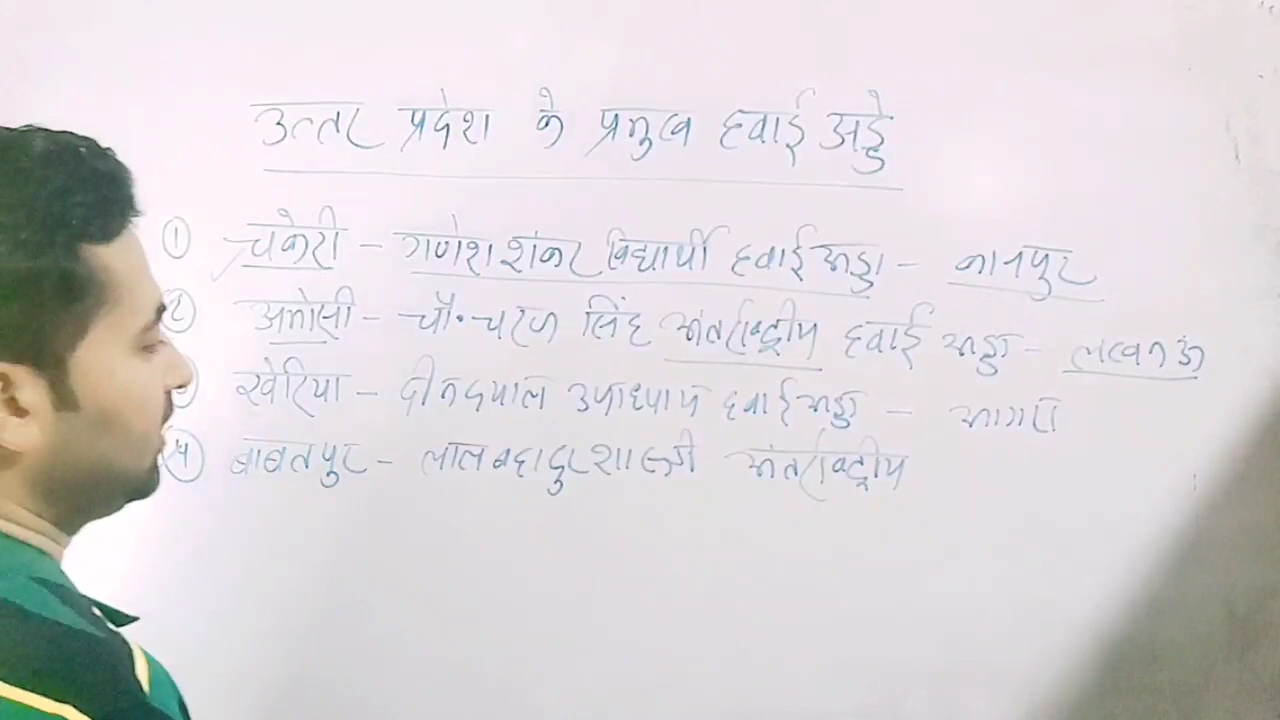 उत्तर प्रदेश के प्रमुख हवाई अड्डे
① चकेरी - गणेश शंकर विद्यार्थी हवाई अड्डा - कानपुर
② अमोसी - चौ. चरण सिंह अंतर्राष्ट्रीय हवाई अड्डा - लखनऊ
खेरिया - दीनदयाल उपाध्याय हवाई अड्डा - आगरा
④ बाबतपुर - लाल बहादुर शास्त्री अंतर्राष्ट्रीय